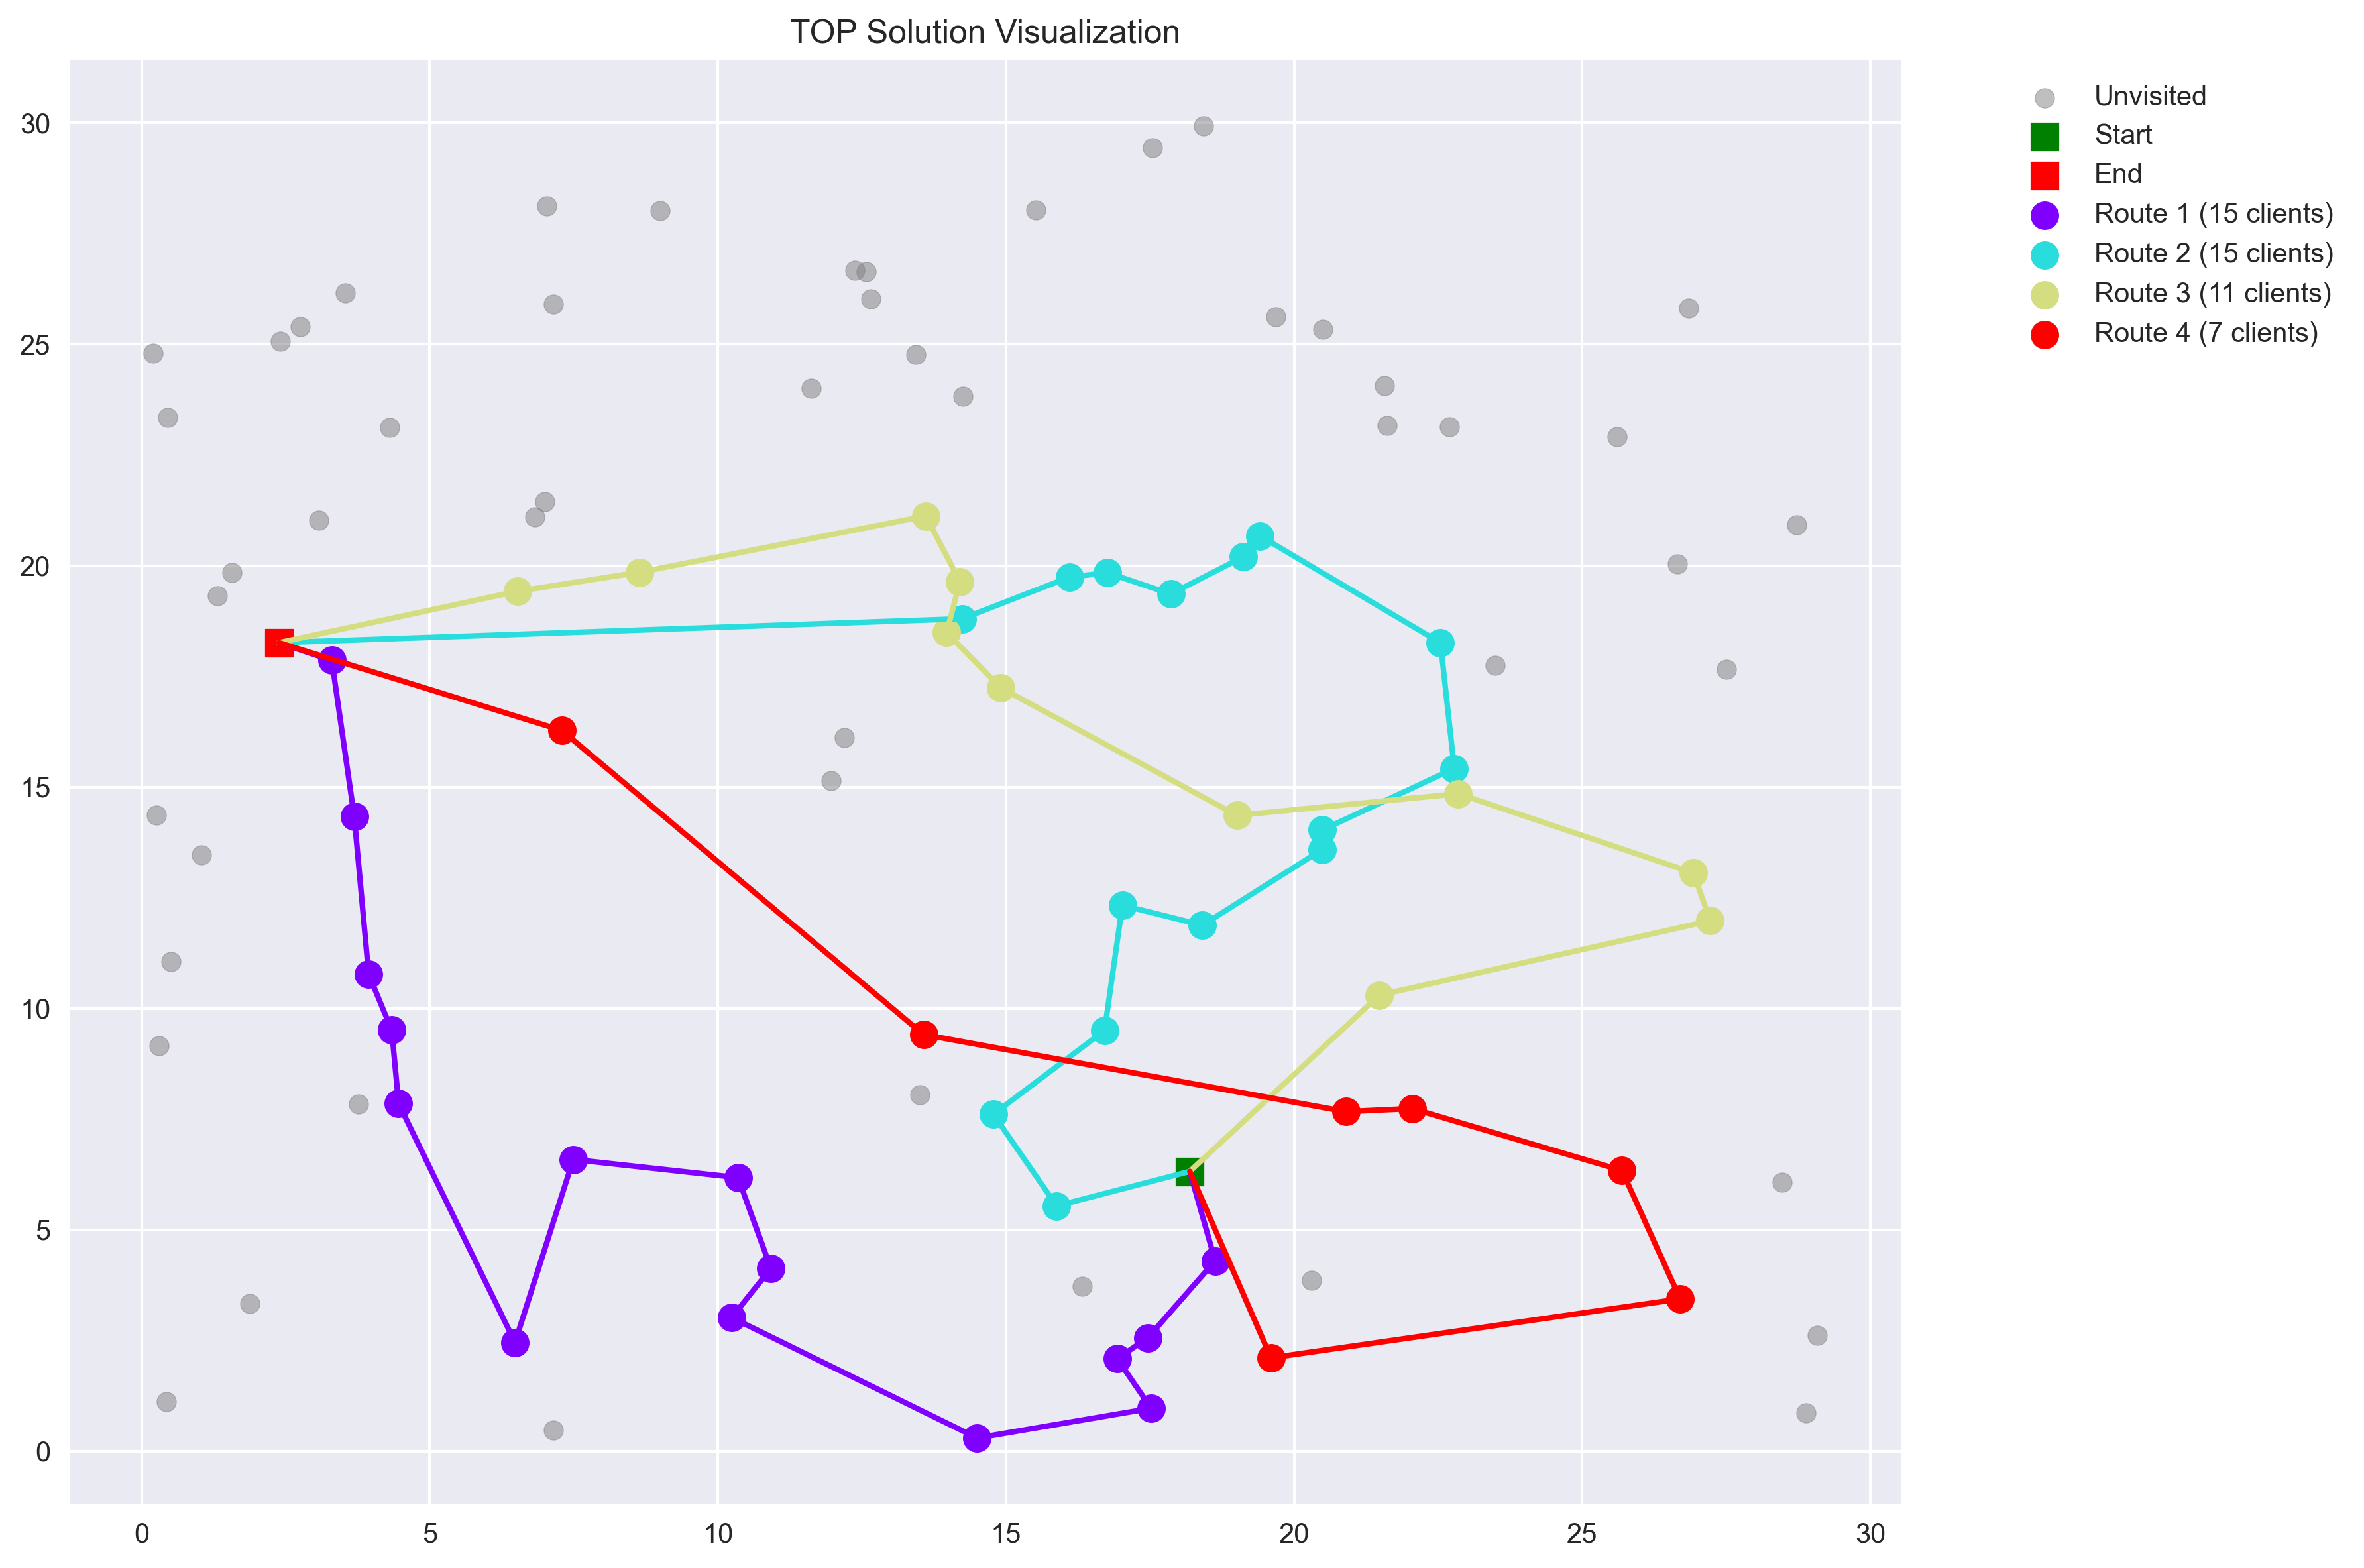 TOP Solution Visualization
30
25
20
15
10
5
0
0 5 10 15 20 25 30
Unvisited
Start
End
Route 1 (15 clients)
Route 2 (15 clients)
Route 3 (11 clients)
Route 4 (7 clients)